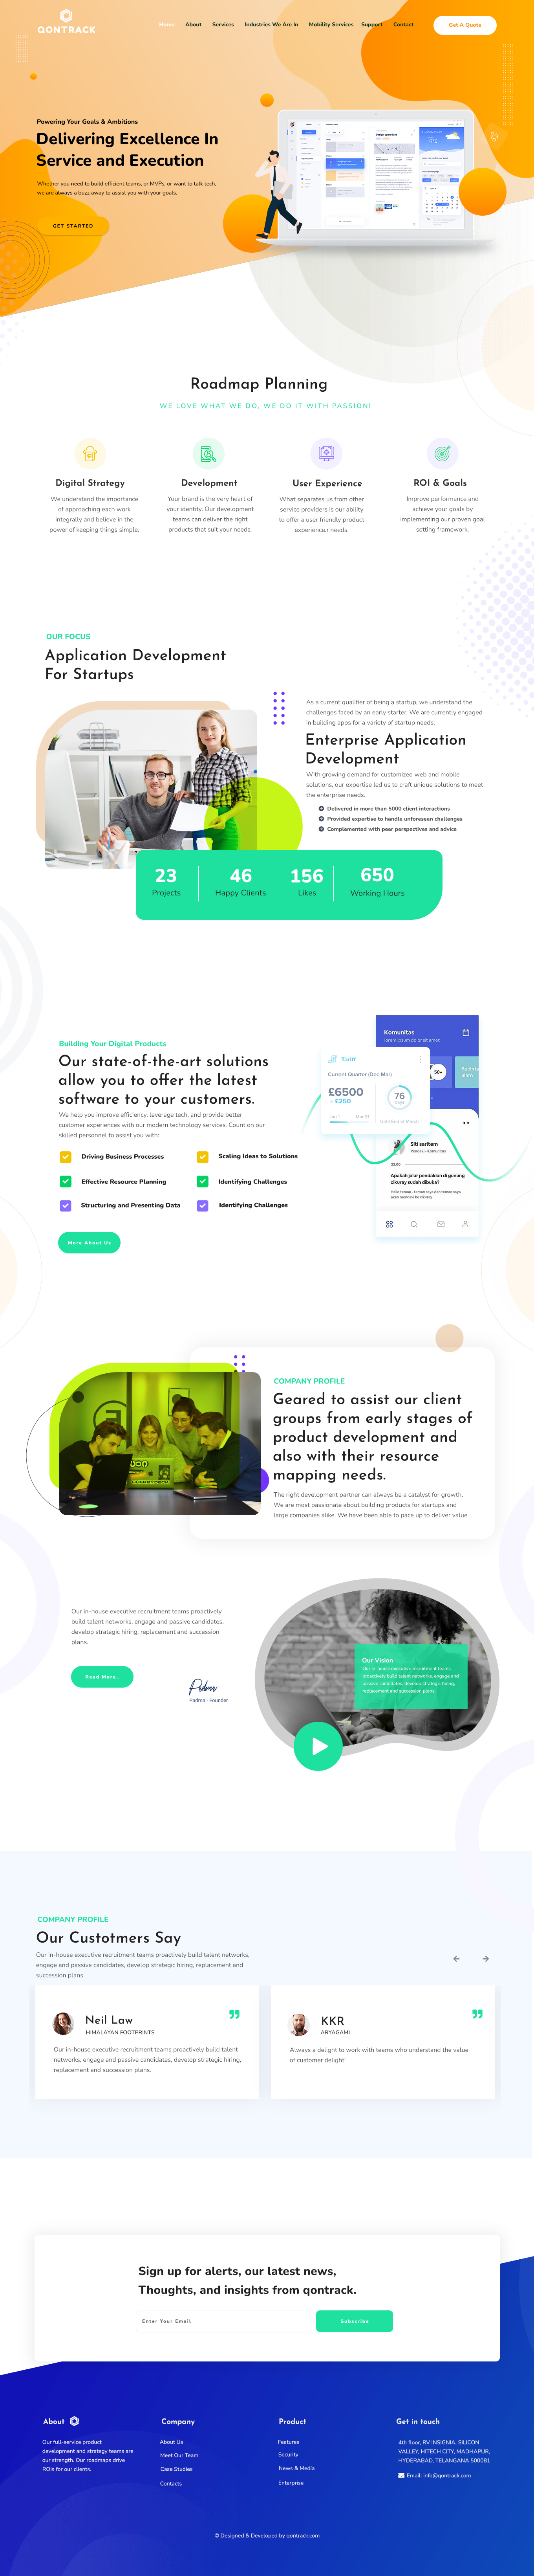 QONTRACK
Home About Services Industries We Are In Mobility Services Support Contact Get A Quote
Powering Your Goals & Ambitions
Delivering Excellence In
Service and Execution
Whether you need to build efficient teams, or MVPs, or want to talk tech,
we are always a buzz away to assist you with your goals.
GET STARTED
Roadmap Planning
WE LOVE WHAT WE DO, WE DO IT WITH PASSION!
Digital Strategy
We understand the importance
of approaching each work
integrally and believe in the
power of keeping things simple.
Development
Your brand is the very heart of
your identity. Our development
teams can deliver the right
products that suit your needs.
User Experience
What separates us from other
service providers is our ability
to offer a user friendly product
experience.r needs.
ROI & Goals
Improve performance and
achieve your goals by
implementing our proven goal
setting framework.
OUR FOCUS
Application Development
For Startups
As a current qualifier of being a startup, we understand the
challenges faced by an early starter. We are currently engaged
in building apps for a variety of startup needs.
Enterprise Application
Development
With growing demand for customized web and mobile
solutions, our expertise led us to craft unique solutions to meet
the enterprise needs.
Delivered in more than 5000 client interactions
Provided expertise to handle unforeseen challenges
Complemented with peer perspectives and advice
23 46 156 650
Projects Happy Clients Likes Working Hours
Building Your Digital Products
Our state-of-the-art solutions
allow you to offer the latest
software to your customers.
We help you improve efficiency, leverage tech, and provide better
customer experiences with our modern technology services. Count on our
skilled personnel to assist you with:
Driving Business Processes
Scaling Ideas to Solutions
Effective Resource Planning
Identifying Challenges
Structuring and Presenting Data
Identifying Challenges
More About Us
Komunitas
lorem ipsum dolor sit amet
50+
Tariff
Current Quarter (Dec-Mar)
£6500
£250
76
Jan 1 Mar 31
Until End of March
Siti saritem
Pendaki - Komunitas
Apakah jalur pendakian di gunung
cikuray sudah dibuka?
COMPANY PROFILE
Geared to assist our client
groups from early stages of
product development and
also with their resource
mapping needs.
The right development partner can always be a catalyst for growth.
We are most passionate about building products for startups and
large companies alike. We have been able to pace up to deliver value
Our in-house executive recruitment teams proactively
build talent networks, engage and passive candidates,
develop strategic hiring, replacement and succession
plans.
Read More..
Padma
Padma - Founder
Our Vision
Our in-house executive recruitment teams
proactively build talent networks, engage and
passive candidates, develop strategic hiring,
replacement and succession plans.
COMPANY PROFILE
Our Custotmers Say
Our in-house executive recruitment teams proactively build talent networks,
engage and passive candidates, develop strategic hiring, replacement and
succession plans.
Neil Law
HIMALAYAN FOOTPRINTS
Our in-house executive recruitment teams proactively build talent
networks, engage and passive candidates, develop strategic hiring,
replacement and succession plans.
KKR
ARYAGAMI
Always a delight to work with teams who understand the value
of customer delight!
Sign up for alerts, our latest news,
Thoughts, and insights from qontrack.
Enter Your Email
Subscribe
About
Our full-service product
development and strategy teams are
our strength. Our roadmaps drive
ROIs for our clients.
Company
About Us
Meet Our Team
Case Studies
Contacts
Product
Features
Security
News & Media
Enterprise
Get in touch
4th floor, RV INSIGNIA, SILICON
VALLEY, HITECH CITY, MADHAPUR,
HYDERABAD, TELANGANA 500081
Email: info@qontrack.com
© Designed & Developed by qontrack.com